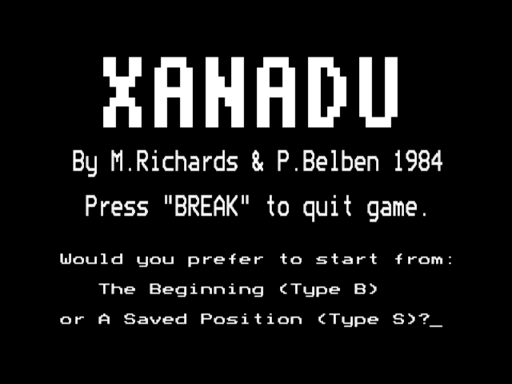 XANADU
By M.Richards & P.Belben 1984
Press "BREAK" to quit game.
Would you prefer to start from:
The Beginning (Type B)
or A Saved Position (Type S)?_